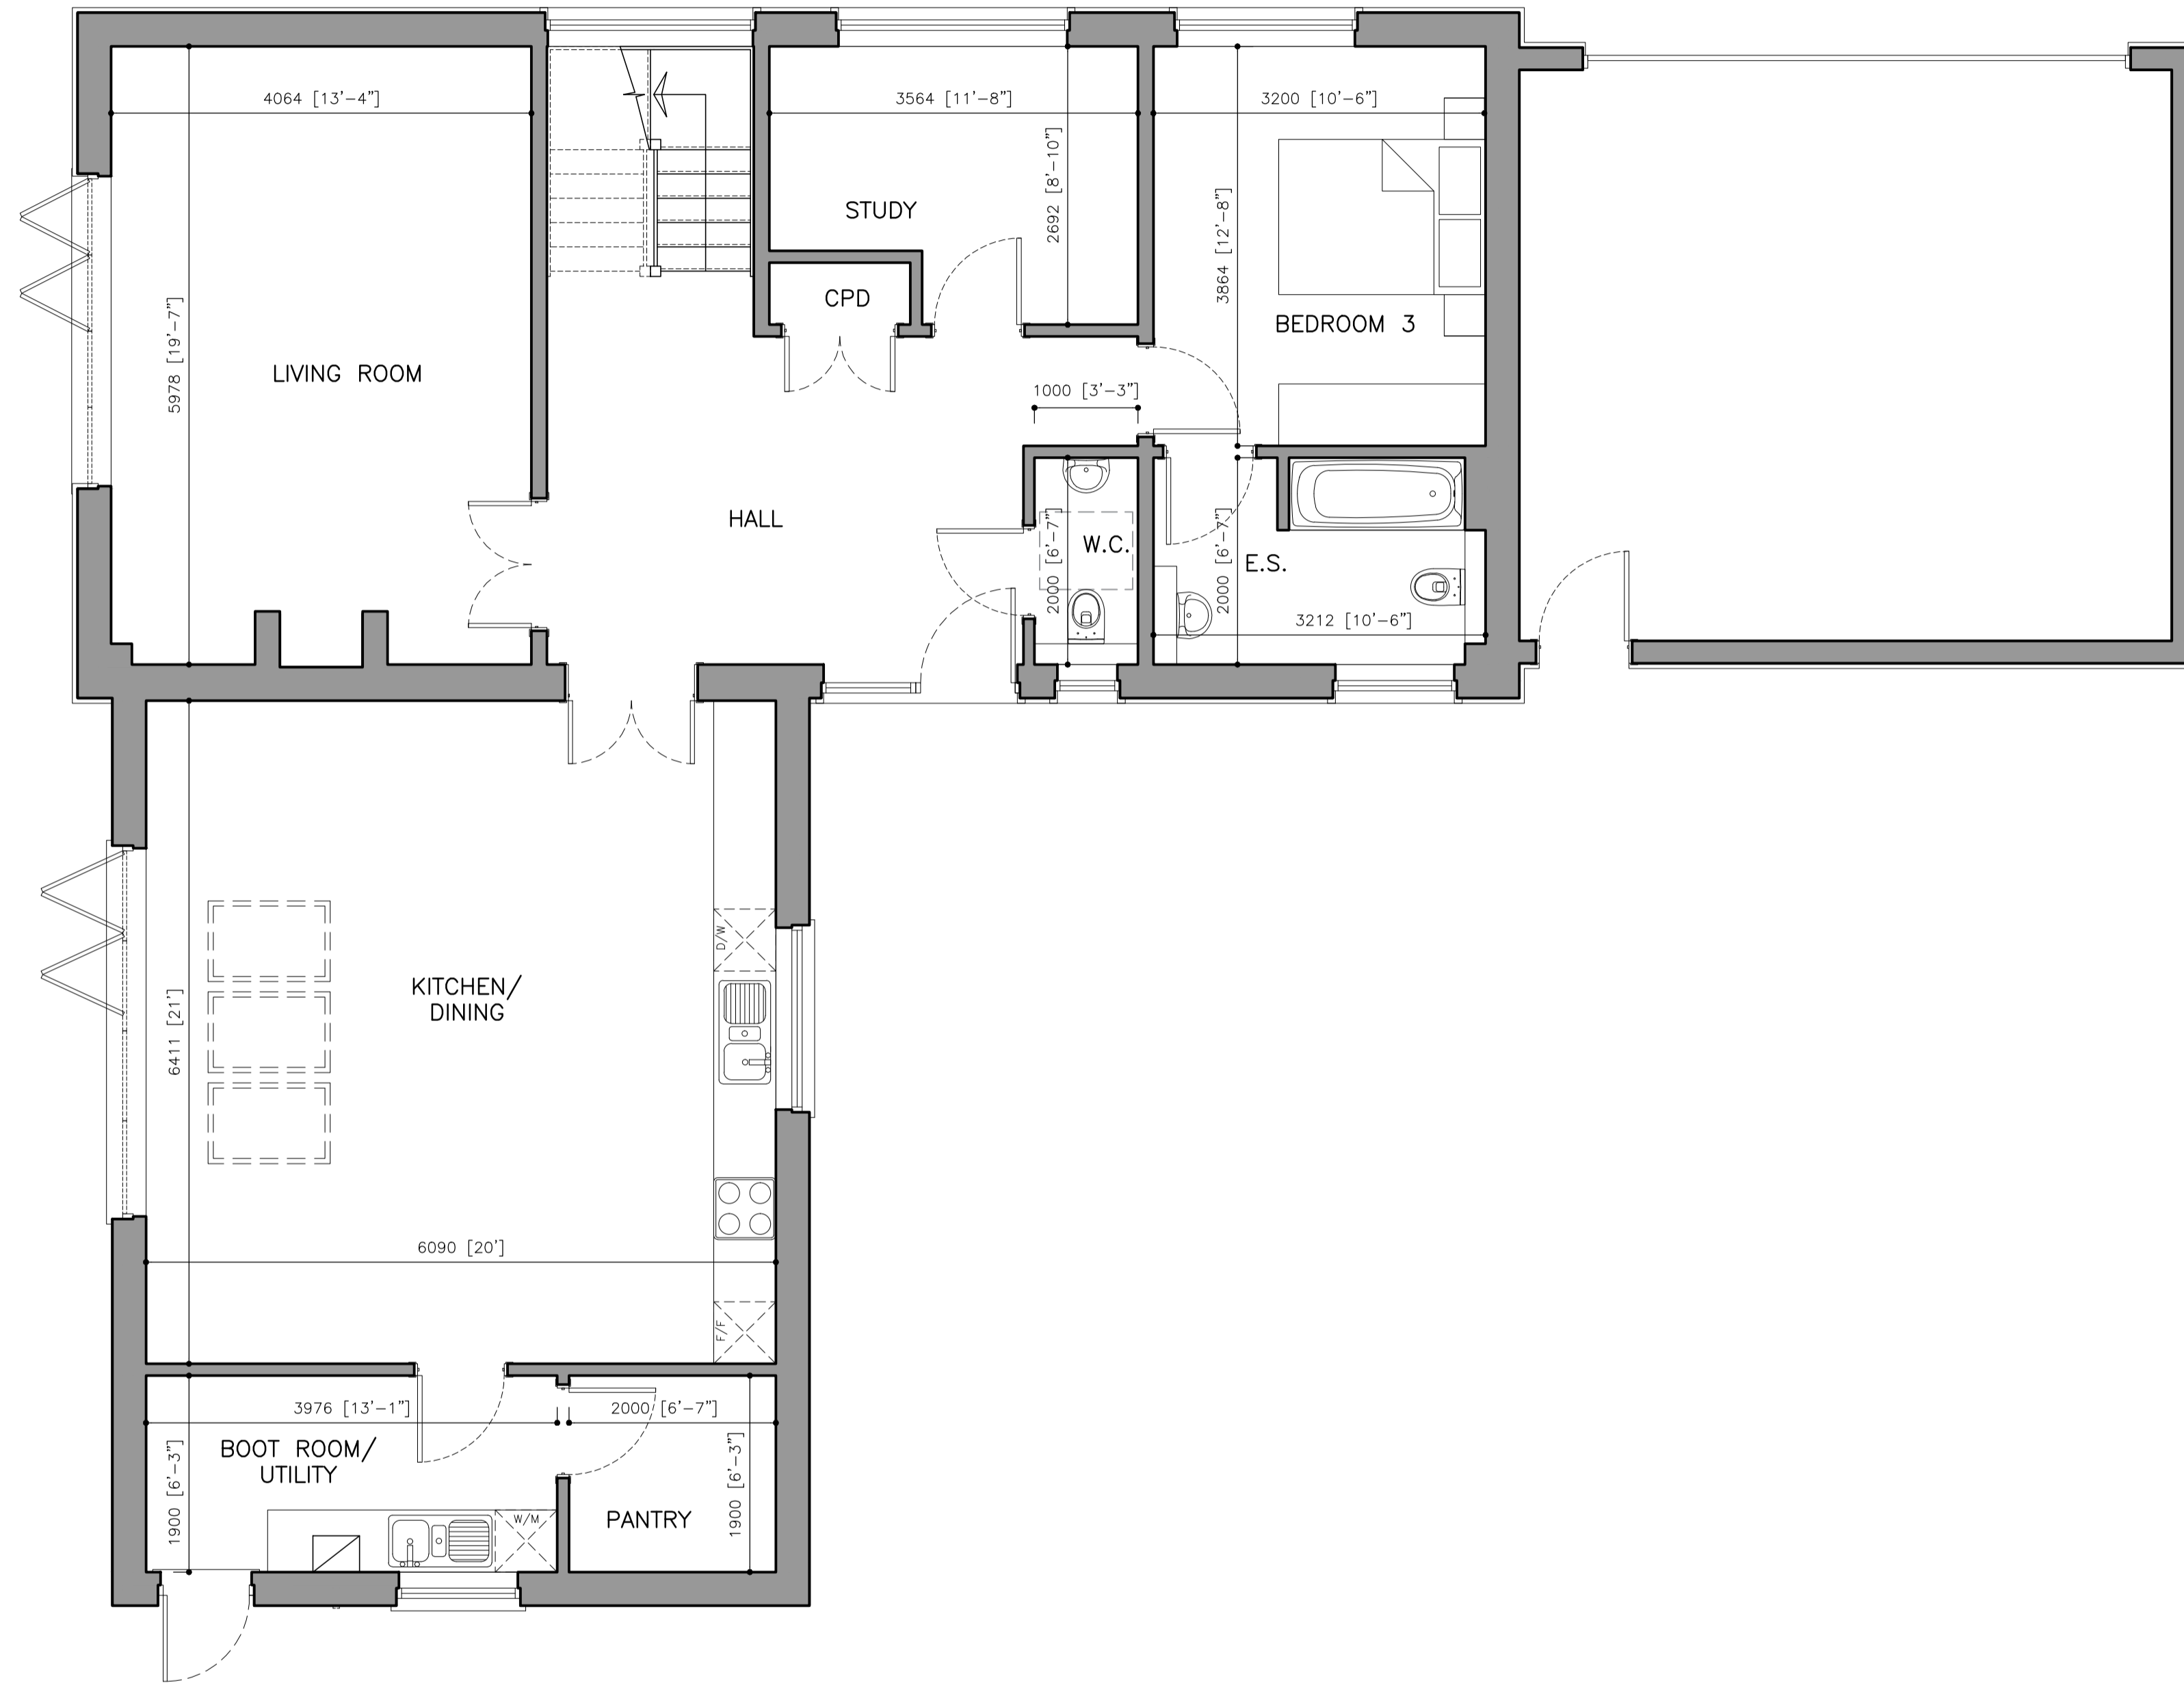 4064 [13'-4"]
3564 [11'-8"]
3200 [10'-6"]
2692 [8'-10"]
STUDY
3864 [12'-8"]
CPD
BEDROOM 3
5978 [19'-7"]
LIVING ROOM
1000 [3'-3"]
HALL
2000 [6'-7"]
W.C.
2000 [6'-7"]
E.S.
3212 [10'-6"]
D/W
KITCHEN/
DINING
6411 [21']
6090 [20']
F/F
3976 [13'-1"]
2000 [6'-7"]
BOOT ROOM/
UTILITY
1900 [6'-3"]
W/M
PANTRY
1900 [6'-3"]